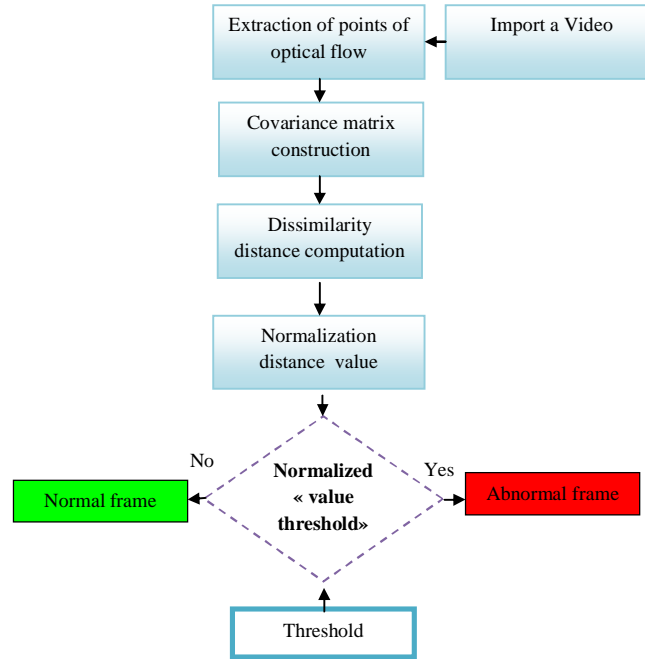 Extraction of points of
optical flow
Import a Video
Covariance matrix
construction
Dissimilarity
distance computation
Normalization
distance value
No
Yes
Normalized
« value
threshold»
Normal frame
Abnormal frame
Threshold